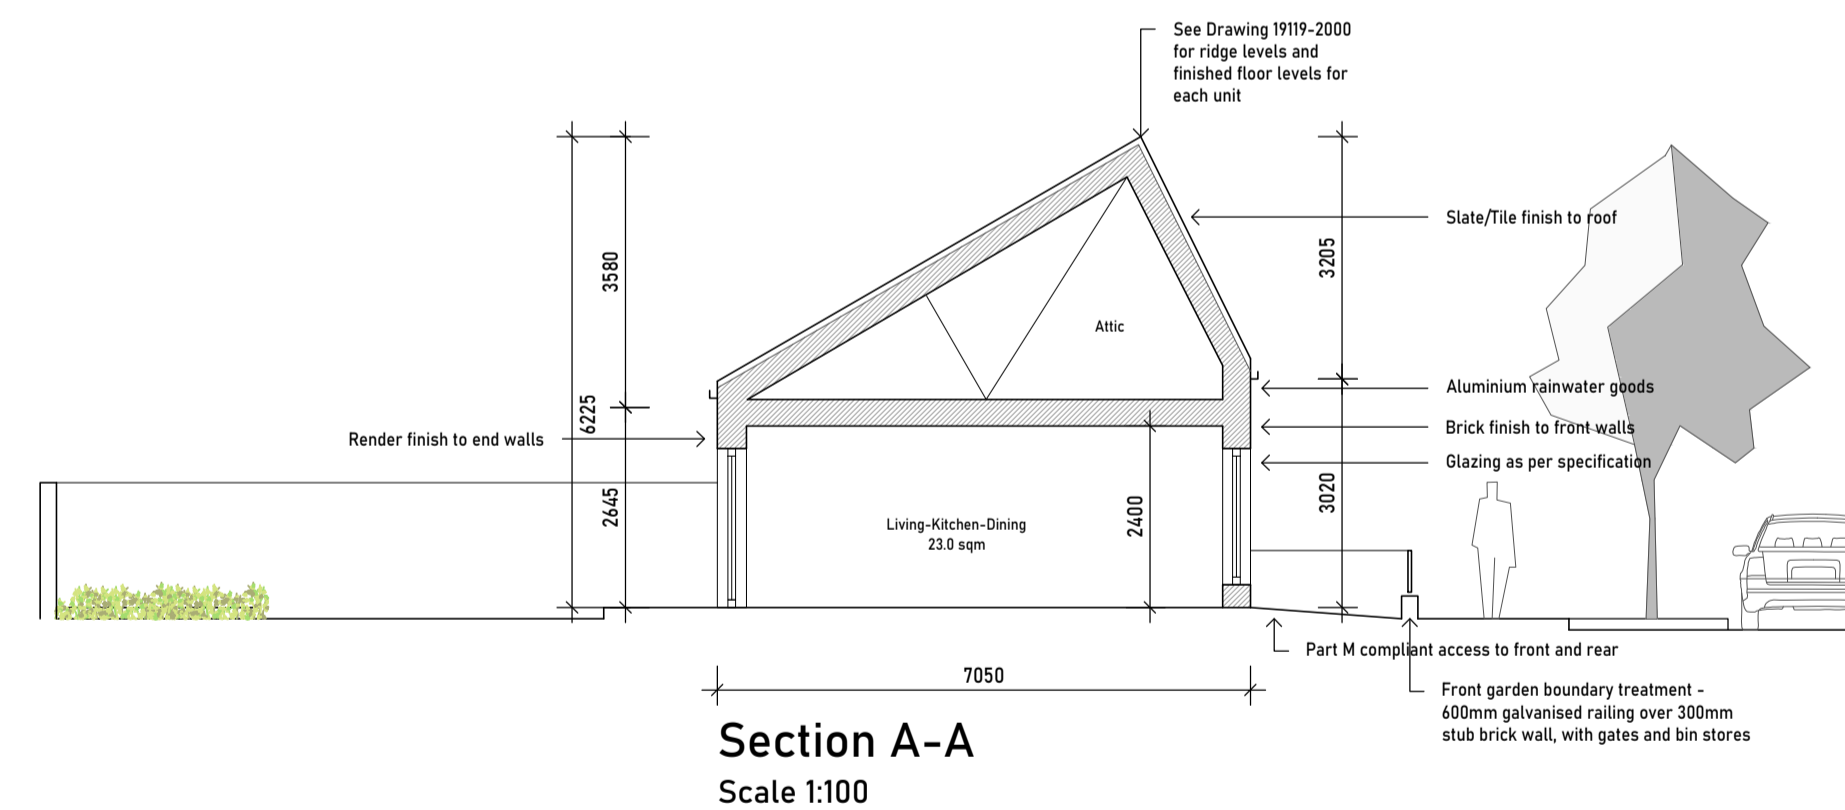 See Drawing 19119-2000
for ridge levels and
finished floor levels for
each unit
Slate/Tile finish to roof
3580
3205
Attic
Aluminium rainwater goods
6225
Brick finish to front walls
Render finish to end walls
Glazing as per specification
2645
2400
3020
Living-Kitchen-Dining
23.0 sqm
Part M compliant access to front and rear
7050
Front garden boundary treatment -
600mm galvanised railing over 300mm
stub brick wall, with gates and bin stores
Section A-A
Scale 1:100